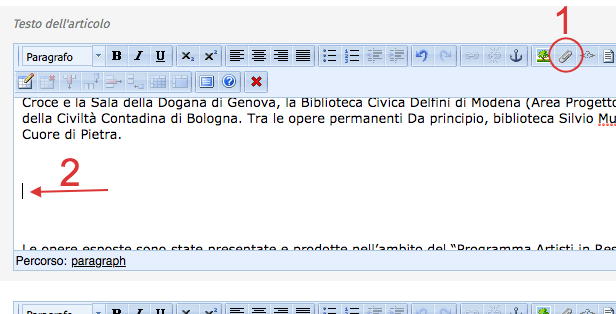 Testo dell'articolo
1
Paragrafo B I U X₂ X²
Croce e la Sala della Dogana di Genova, la Biblioteca Civica Delfini di Modena (Area Progetto
della Civiltà Contadina di Bologna. Tra le opere permanenti Da principio, biblioteca Silvio Mu
Cuore di Pietra.
2
Le opere esposte sono state presentate e prodotte nell'ambito del "Programma Artisti in Res
Percorso: paragraph
Paragrafo B I U